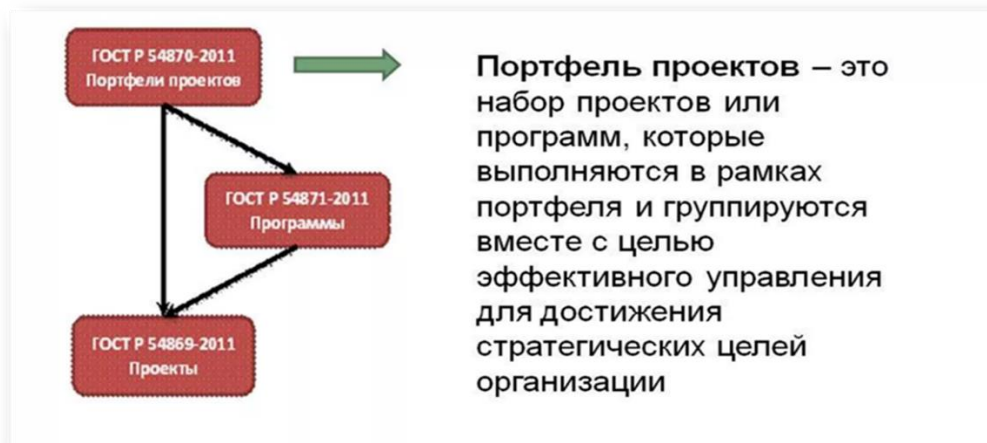 ГОСТ Р 54870-2011
Портфели проектов
ГОСТ Р 54871-2011
Программы
ГОСТ Р 54869-2011
Проекты
Портфель проектов – это
набор проектов или
программ, которые
выполняются в рамках
портфеля и группируются
вместе с целью
эффективного управления
для достижения
стратегических целей
организации